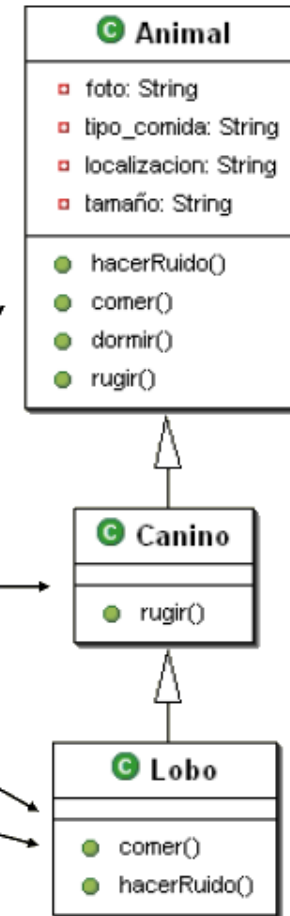 C Animal
foto: String
tipo_comida: String
localizacion: String
tamaño: String
hacerRuido()
comer()
dormir()
rugir()
C Canino
rugir()
C Lobo
comer()
hacerRuido()